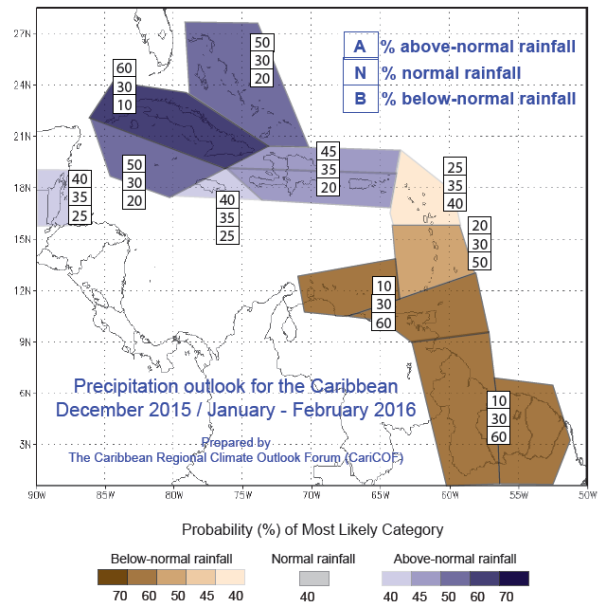 A % above-normal rainfall
N % normal rainfall
B % below-normal rainfall
50
30
20
60
30
10
45
35
20
50
30
20
40
35
25
40
35
25
25
35
40
20
30
50
10
30
60
10
30
60
27N
24N
21N
18N
15N
12N
9N
6N
3N
Precipitation outlook for the Caribbean
December 2015 / January - February 2016
Prepared by
The Caribbean Regional Climate Outlook Forum (CariCOF)
90W 85W 80W 75W 70W 65W 60W 55W 50W
Probability (%) of Most Likely Category
Below-normal rainfall Normal rainfall Above-normal rainfall
70 60 50 45 40 40 40 45 50 60 70